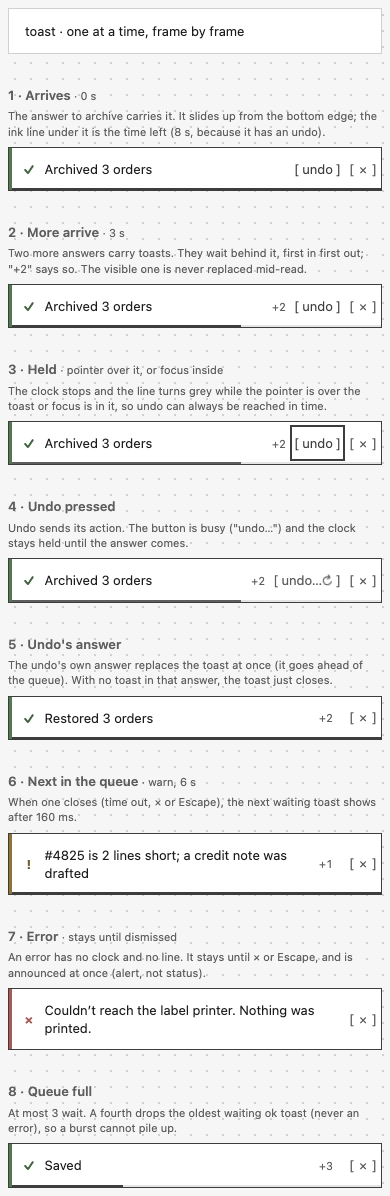 toast · one at a time, frame by frame
1 · Arrives · 0 s
The answer to archive carries it. It slides up from the bottom edge; the
ink line under it is the time left (8 s, because it has an undo).
✓ Archived 3 orders [ undo ] [ × ]
2 · More arrive · 3 s
Two more answers carry toasts. They wait behind it, first in first out;
"+2" says so. The visible one is never replaced mid-read.
✓ Archived 3 orders +2 [ undo ] [ × ]
3 · Held · pointer over it, or focus inside
The clock stops and the line turns grey while the pointer is over the
toast or focus is in it, so undo can always be reached in time.
✓ Archived 3 orders +2 [ undo ] [ × ]
4 · Undo pressed
Undo sends its action. The button is busy ("undo…") and the clock
stays held until the answer comes.
✓ Archived 3 orders +2 [ undo…↻ ] [ × ]
5 · Undo's answer
The undo's own answer replaces the toast at once (it goes ahead of
the queue). With no toast in that answer, the toast just closes.
✓ Restored 3 orders +2 [ × ]
6 · Next in the queue · warn, 6 s
When one closes (time out, × or Escape), the next waiting toast shows
after 160 ms.
! #4825 is 2 lines short; a credit note was +1 [ × ]
drafted
7 · Error · stays until dismissed
An error has no clock and no line. It stays until × or Escape, and is
announced at once (alert, not status).
× Couldn’t reach the label printer. Nothing was [ × ]
printed.
8 · Queue full
At most 3 wait. A fourth drops the oldest waiting ok toast (never an
error), so a burst cannot pile up.
✓ Saved +3 [ × ]